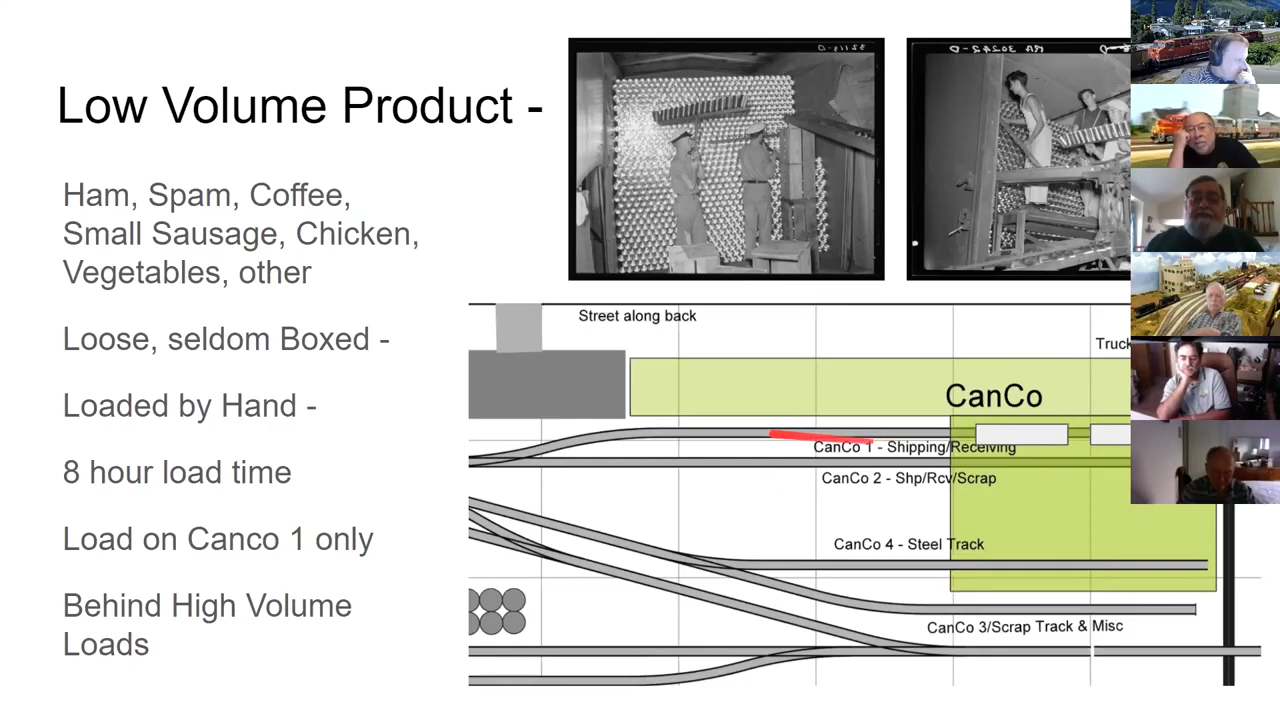 Low Volume Product -
Ham, Spam, Coffee,
Small Sausage, Chicken,
Vegetables, other
Loose, seldom Boxed -
Loaded by Hand -
8 hour load time
Load on Canco 1 only
Behind High Volume
Loads
Street along back
Truck
CanCo
CanCo 1 - Shipping/Receiving
CanCo 2 - Shp/Rcv/Scrap
CanCo 4 - Steel Track
CanCo 3/Scrap Track & Misc